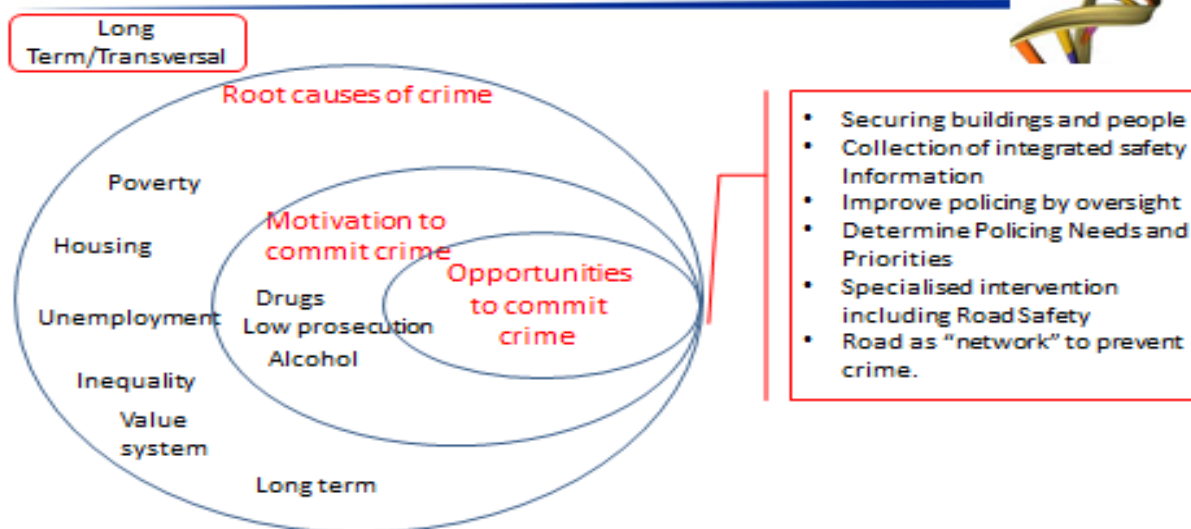 Long
Term/Transversal
Root causes of crime
Poverty
Motivation to
commit crime
Housing
Opportunities
to commit
crime
Drugs
Unemployment
Low prosecution
Alcohol
Inequality
Value
system
Long term
• Securing buildings and people
• Collection of integrated safety
Information
• Improve policing by oversight
• Determine Policing Needs and
Priorities
• Specialised intervention
including Road Safety
• Road as “network” to prevent
crime.